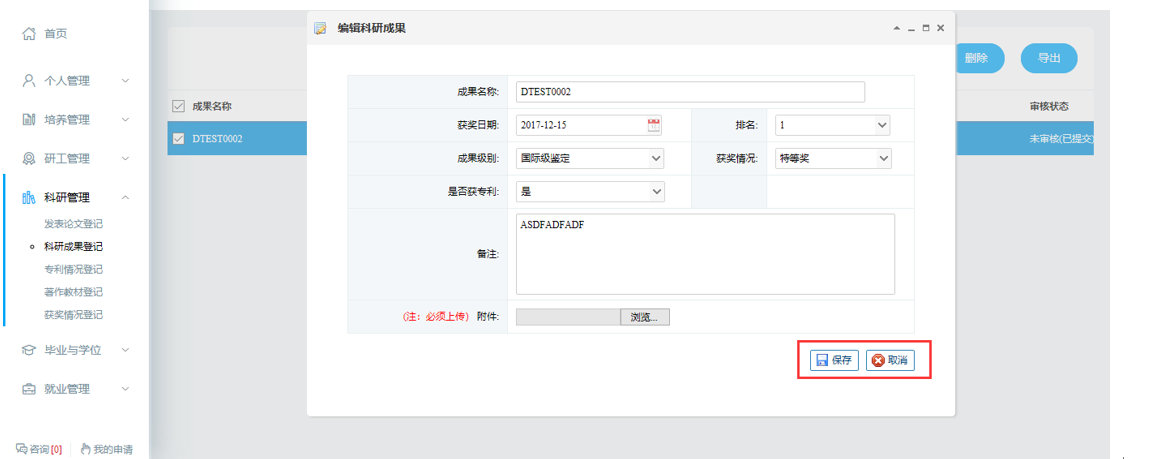 首页
个人管理
培养管理
研工管理
科研管理
发表论文登记
科研成果登记
专利情况登记
著作教材登记
获奖情况登记
毕业与学位
就业管理
咨询[0] 我的申请
编辑科研成果
删除 导出
成果名称 审核状态
DTEST0002 未审核(已提交)
成果名称: DTEST0002
获奖日期: 2017-12-15 排名: 1
成果级别: 国际级鉴定 获奖情况: 特等奖
是否获专利: 是
备注: ASDFADFADF
(注：必须上传) 附件: 浏览...
保存 取消